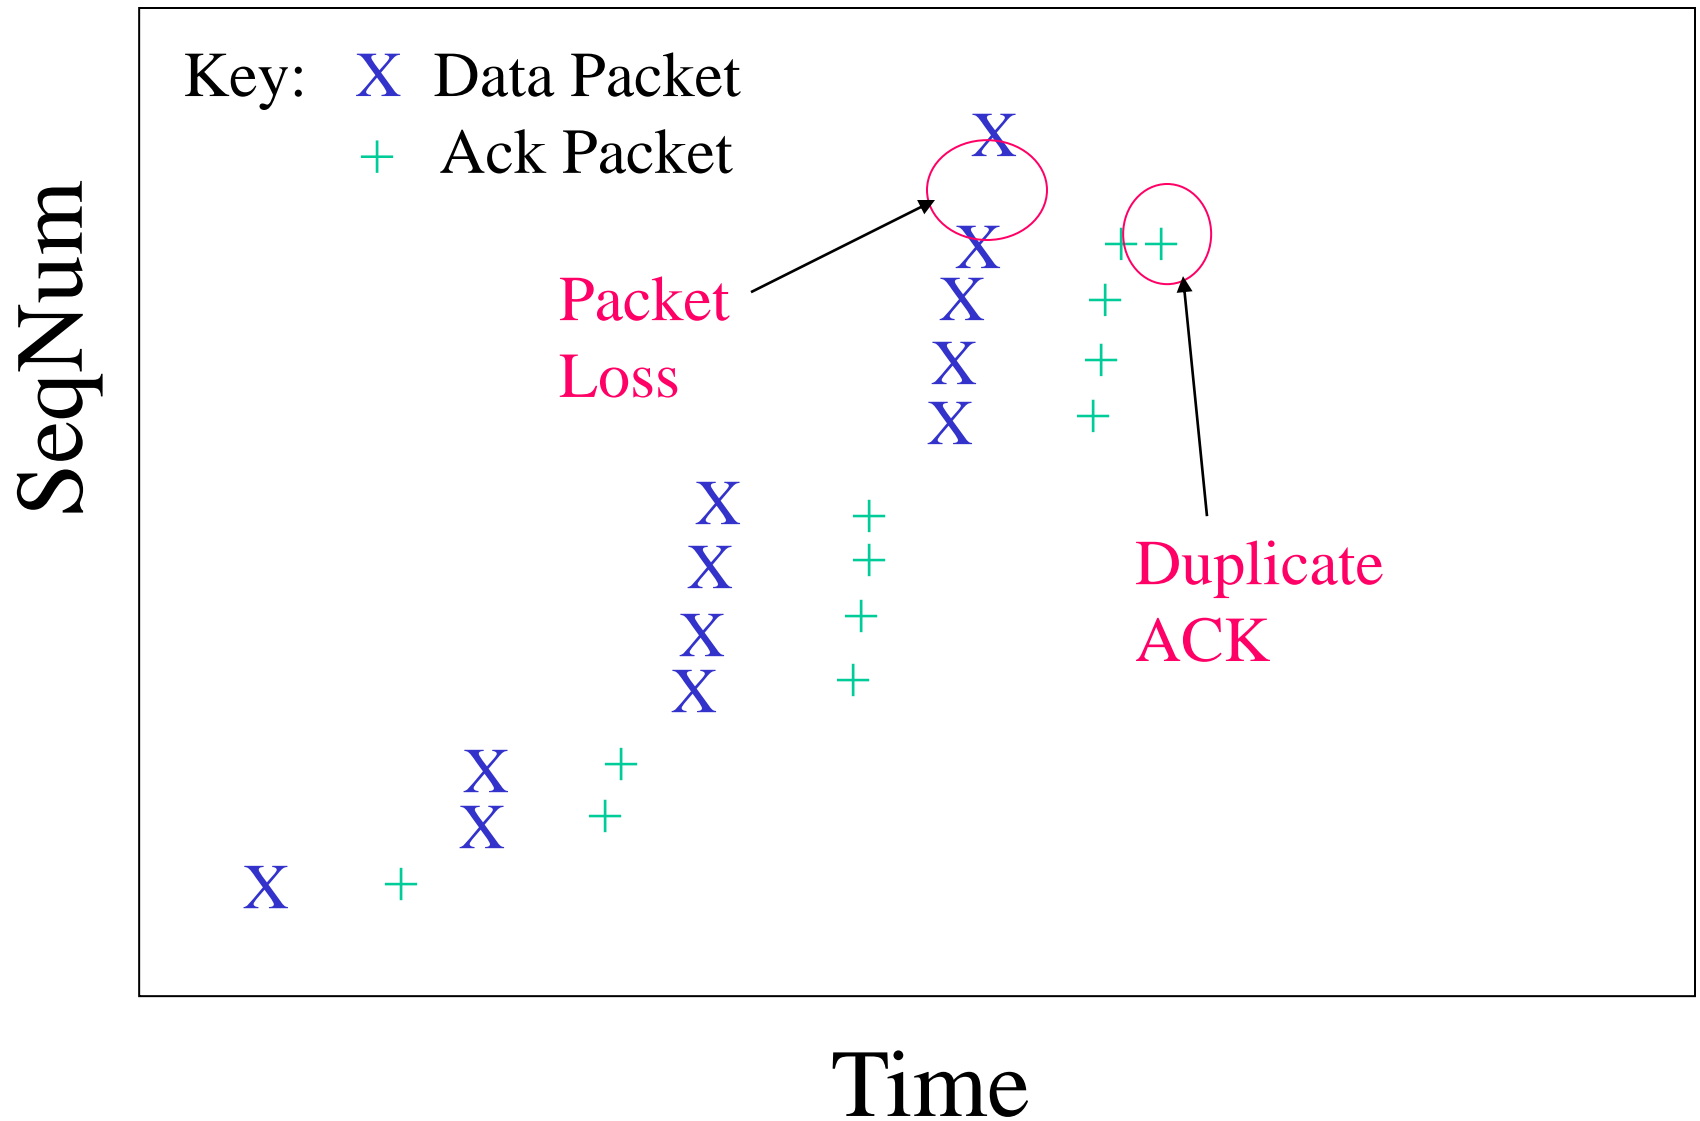 Key: X Data Packet
+ Ack Packet
X
X
+ +
Packet
X
+
Loss
X
+
X
+
SeqNum
X
+
X
+
Duplicate
X
+
ACK
X
+
X
+
X
+
X
+
Time